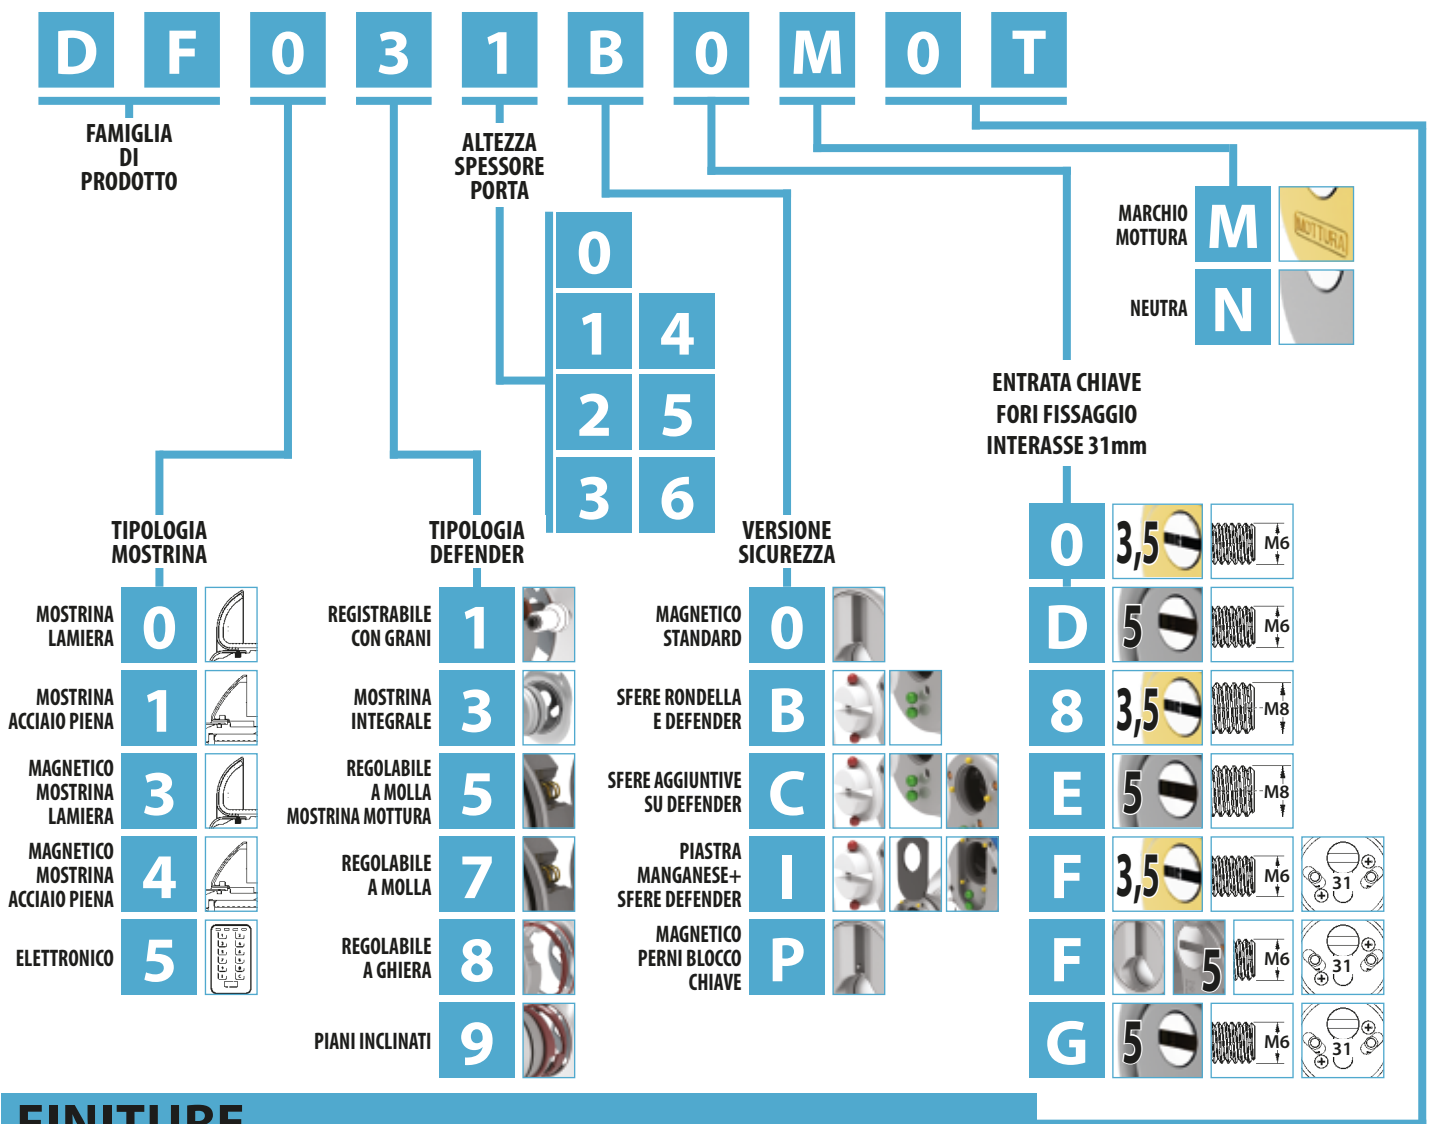 D F 0 3 1 B 0 M 0 T
FAMIGLIA
DI
PRODOTTO
ALTEZZA
SPESSORE
PORTA
0
1 4
2 5
3 6
MARCHIO
MOTTURA
M
MOTTURA
NEUTRA
N
ENTRATA CHIAVE
FORI FISSAGGIO
INTERASSE 31mm
0 3,5 M6
D 5 M6
8 3,5 M8
E 5 M8
F 3,5 M6 31
F 5 M6 31
G 5 M6 31
TIPOLOGIA
MOSTRINA
MOSTRINA
LAMIERA
0
MOSTRINA
ACCIAIO PIENA
1
MAGNETICO
MOSTRINA
LAMIERA
3
MAGNETICO
MOSTRINA
ACCIAIO PIENA
4
ELETTRONICO
5
TIPOLOGIA
DEFENDER
REGISTRABILE
CON GRANI
1
MOSTRINA
INTEGRALE
3
REGOLABILE
A MOLLA
MOSTRINA MOTTURA
5
REGOLABILE
A MOLLA
7
REGOLABILE
A GHIERA
8
PIANI INCLINATI
9
VERSIONE
SICUREZZA
MAGNETICO
STANDARD
0
SFERE RONDELLA
E DEFENDER
B
SFERE AGGIUNTIVE
SU DEFENDER
C
PIASTRA
MANGANESE+
SFERE DEFENDER
I
MAGNETICO
PERNI BLOCCO
CHIAVE
P
FINITURE